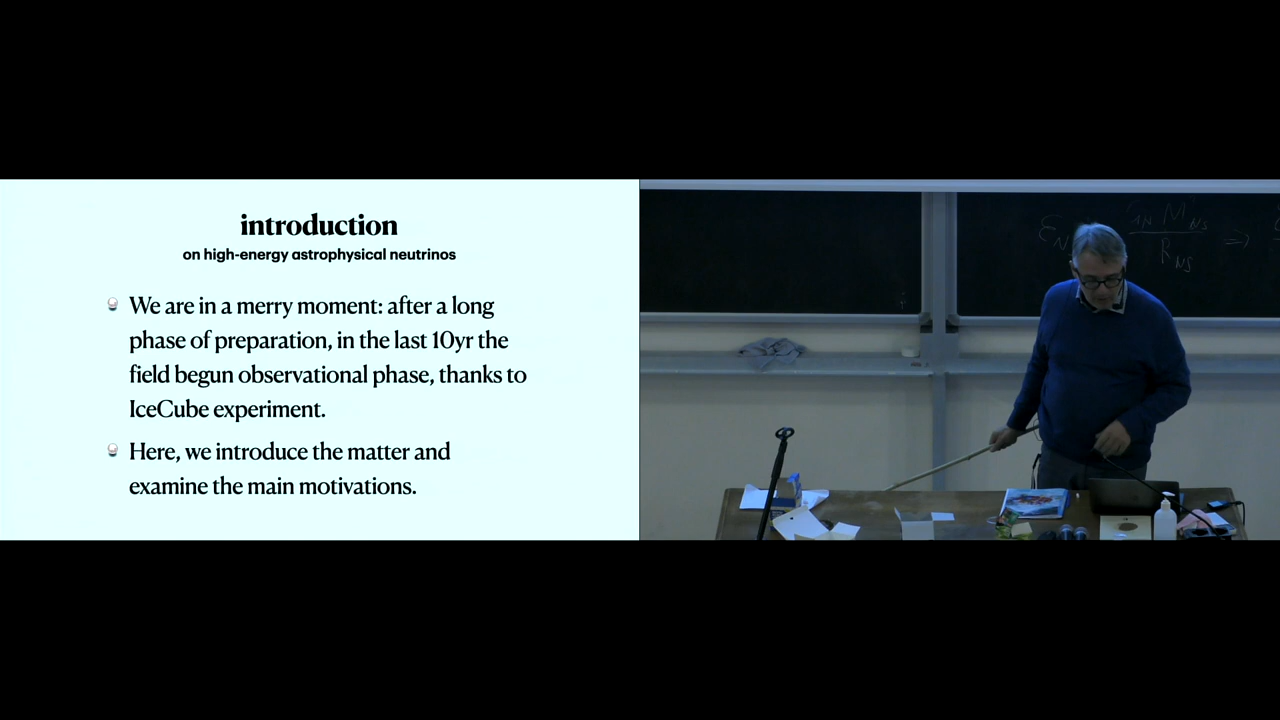 introduction
on high-energy astrophysical neutrinos
We are in a merry moment: after a long
phase of preparation, in the last 10yr the
field begun observational phase, thanks to
IceCube experiment.
Here, we introduce the matter and
examine the main motivations.